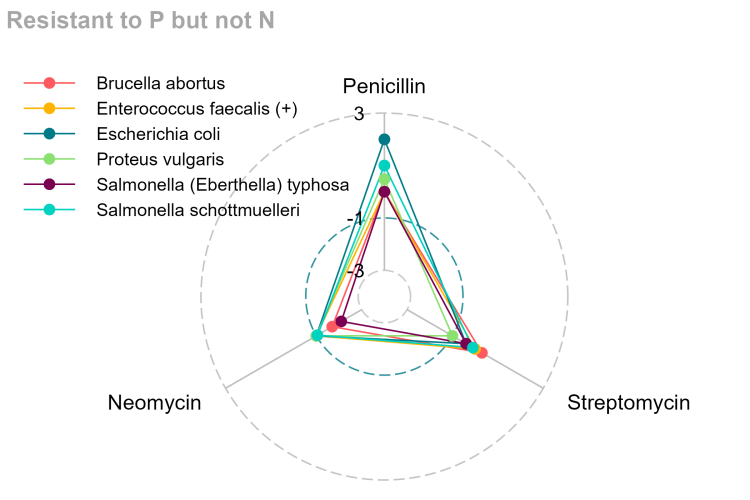 Resistant to P but not N
Brucella abortus
Enterococcus faecalis (+)
Escherichia coli
Proteus vulgaris
Salmonella (Eberthella) typhosa
Salmonella schottmuelleri
Penicillin
3
-1
-3
Neomycin
Streptomycin